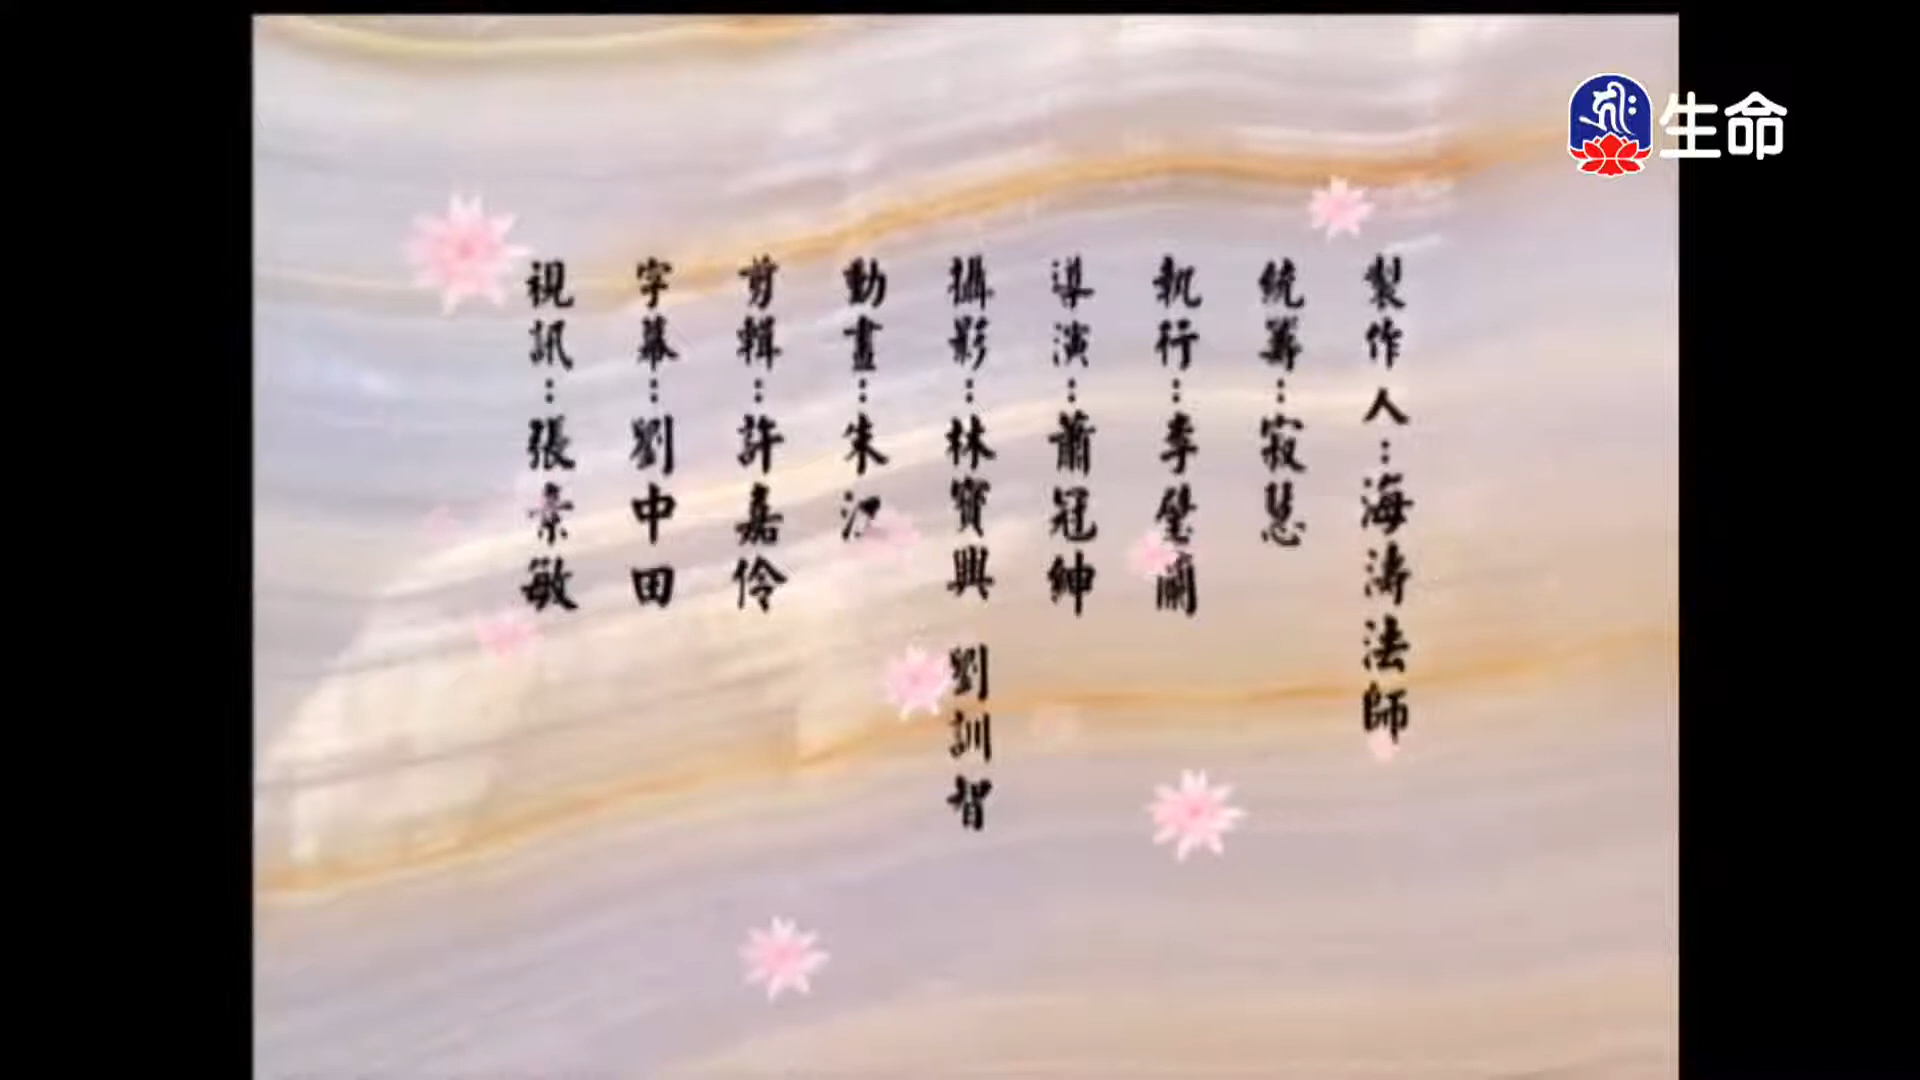 生命
製作人：海濤法師
統籌：寂慧
執行：李璧
導演：蕭冠紳
攝影：林寶興 劉訓智
動畫：朱江
剪輯：許嘉伶
字幕：劉中田
視訊：張素敏